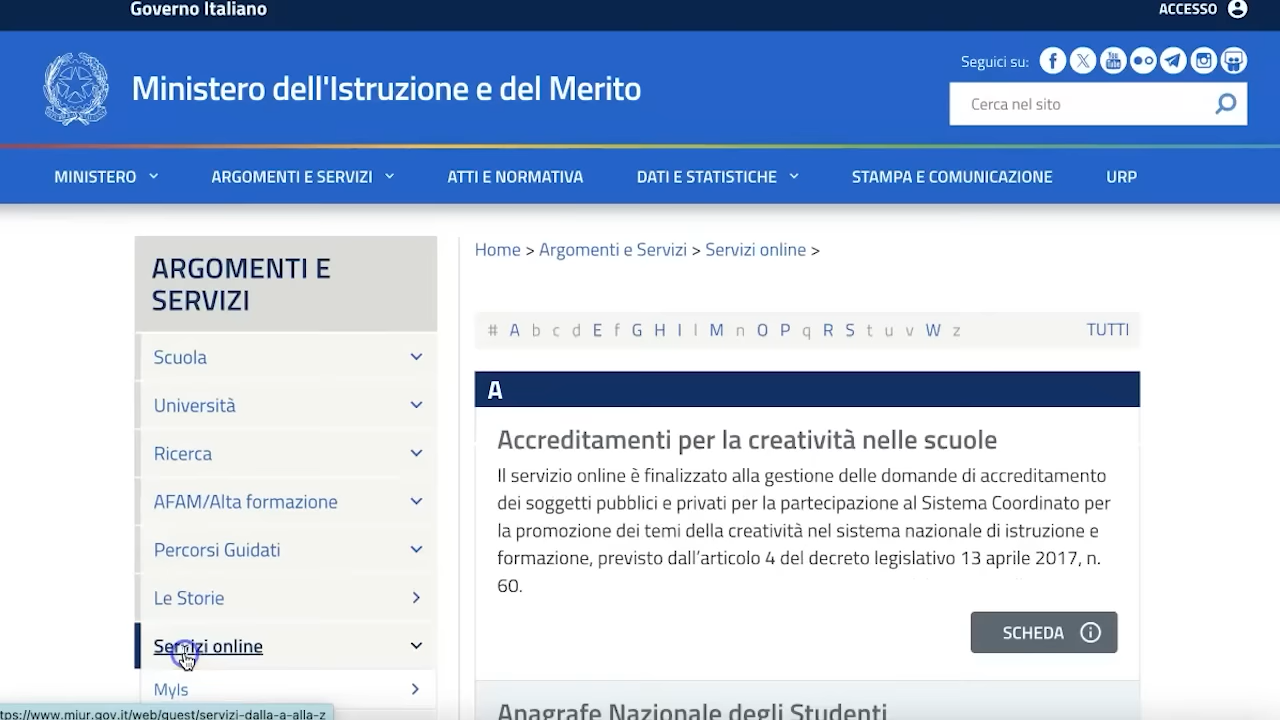 Governo Italiano
ACCESSO
Ministero dell'Istruzione e del Merito
Seguici su:
Cerca nel sito
MINISTERO
ARGOMENTI E SERVIZI
ATTI E NORMATIVA
DATI E STATISTICHE
STAMPA E COMUNICAZIONE
URP
ARGOMENTI E
SERVIZI
Scuola
Università
Ricerca
AFAM/Alta formazione
Percorsi Guidati
Le Storie
Servizi online
MyIs
Home > Argomenti e Servizi > Servizi online >
# A b c d E f G H I l M n O P q R S t u v W z
TUTTI
A
Accreditamenti per la creatività nelle scuole
Il servizio online è finalizzato alla gestione delle domande di accreditamento
dei soggetti pubblici e privati per la partecipazione al Sistema Coordinato per
la promozione dei temi della creatività nel sistema nazionale di istruzione e
formazione, previsto dall'articolo 4 del decreto legislativo 13 aprile 2017, n.
60.
SCHEDA
Anagrafe Nazionale degli Studenti
tps://www.miur.gov.it/web/guest/servizi-dalla-a-alla-z